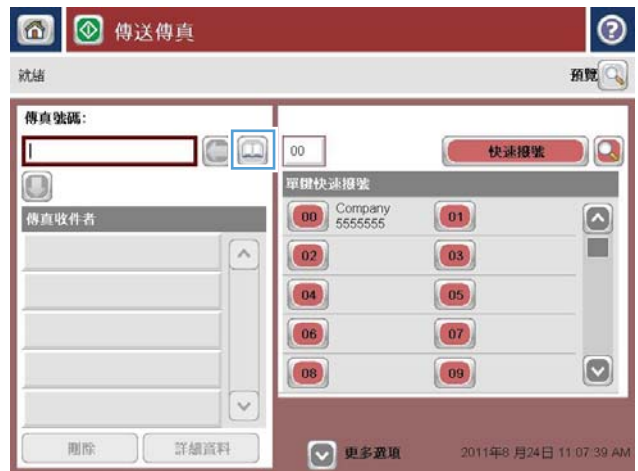 傳送傳真
就緒
預覽
傳真號碼:
00
快速撥號
單鍵快速撥號
傳真收件者
00 Company 01
5555555
02 03
04 05
06 07
08 09
刪除 詳細資料
更多選項
2011年8 月24日 11:07:39 AM